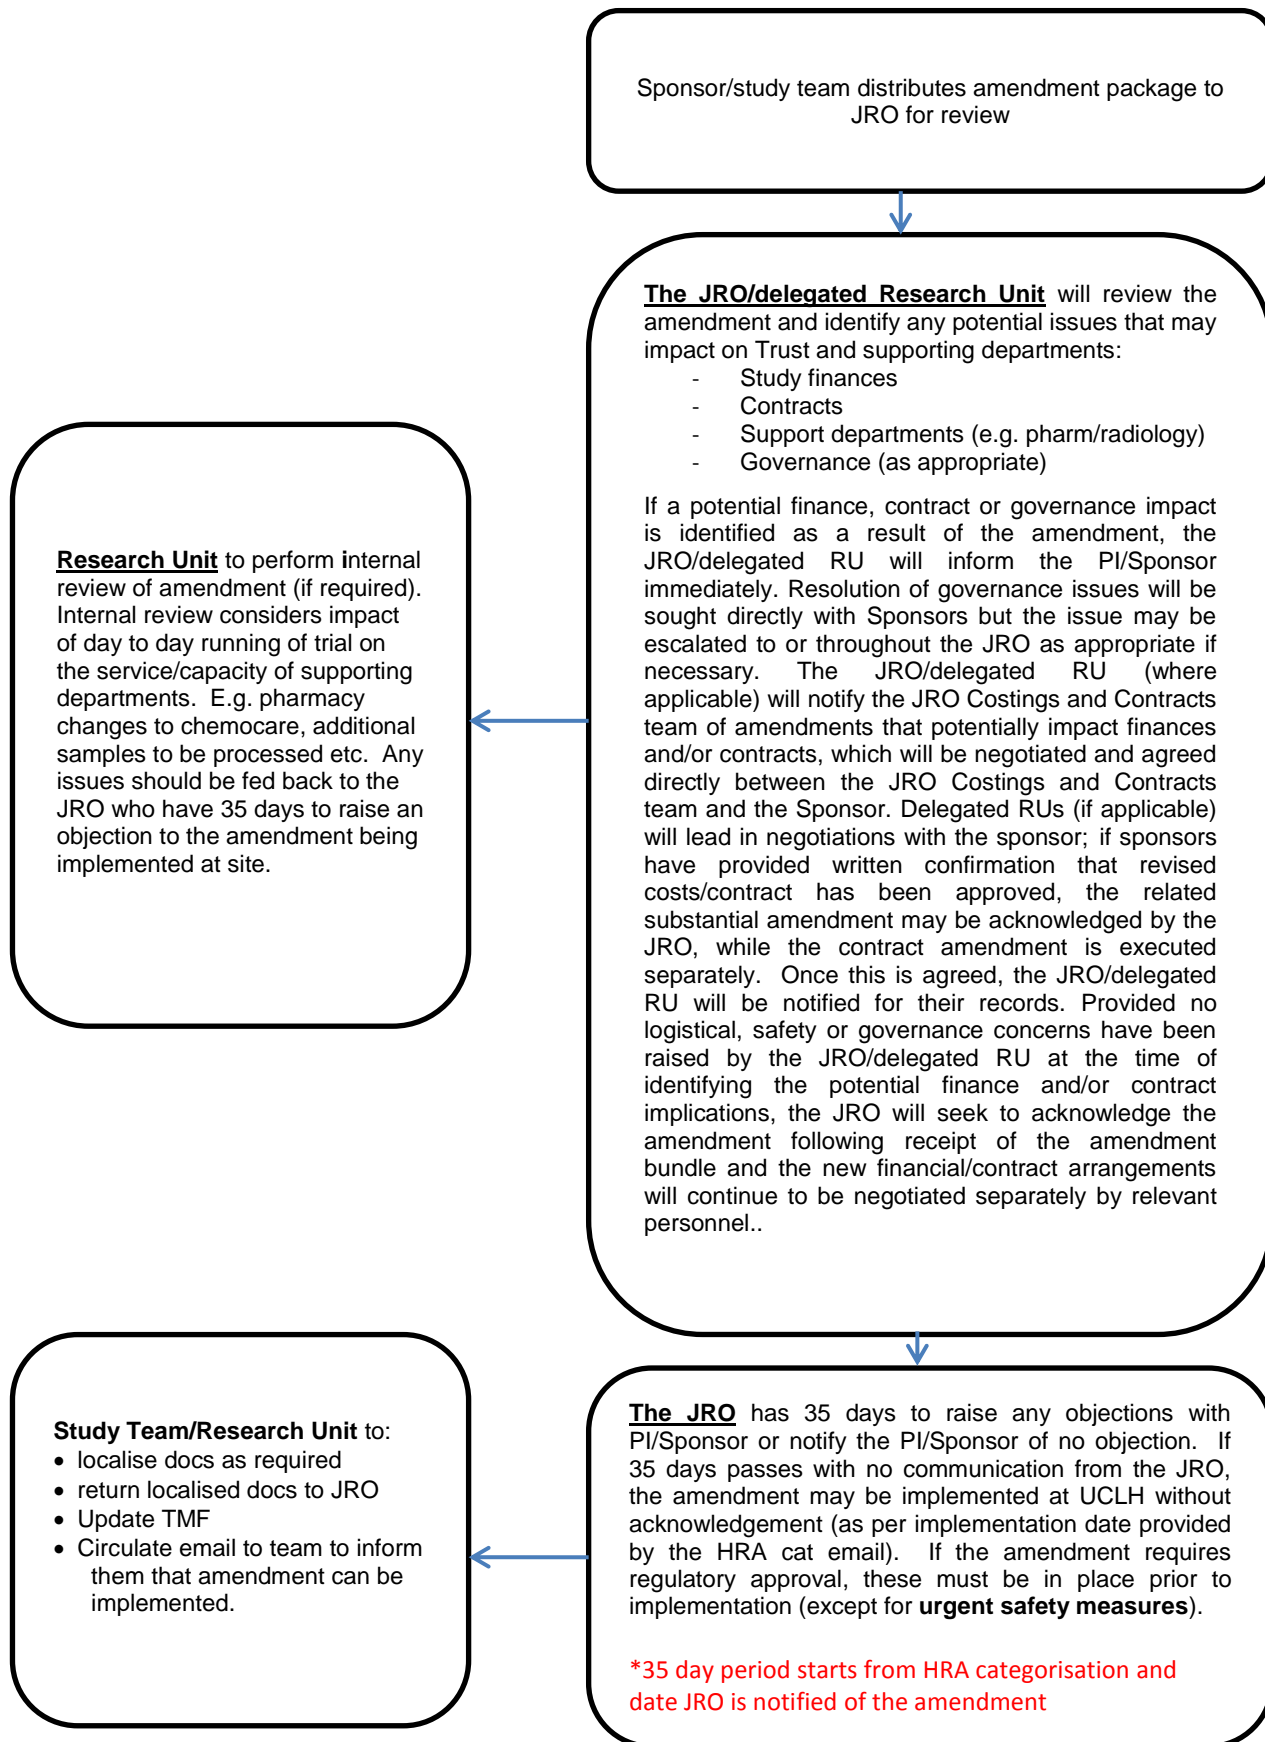 Sponsor/study team distributes amendment package to
JRO for review
The JRO/delegated Research Unit will review the
amendment and identify any potential issues that may
impact on Trust and supporting departments:
- Study finances
- Contracts
- Support departments (e.g. pharm/radiology)
- Governance (as appropriate)
If a potential finance, contract or governance impact
is identified as a result of the amendment, the
JRO/delegated RU will inform the PI/Sponsor
immediately. Resolution of governance issues will be
sought directly with Sponsors but the issue may be
escalated to or throughout the JRO as appropriate if
necessary. The JRO/delegated RU (where
applicable) will notify the JRO Costings and Contracts
team of amendments that potentially impact finances
and/or contracts, which will be negotiated and agreed
directly between the JRO Costings and Contracts
team and the Sponsor. Delegated RUs (if applicable)
will lead in negotiations with the sponsor; if sponsors
have provided written confirmation that revised
costs/contract has been approved, the related
substantial amendment may be acknowledged by the
JRO, while the contract amendment is executed
separately. Once this is agreed, the JRO/delegated
RU will be notified for their records. Provided no
logistical, safety or governance concerns have been
raised by the JRO/delegated RU at the time of
identifying the potential finance and/or contract
implications, the JRO will seek to acknowledge the
amendment following receipt of the amendment
bundle and the new financial/contract arrangements
will continue to be negotiated separately by relevant
personnel..
Research Unit to perform internal
review of amendment (if required).
Internal review considers impact
of day to day running of trial on
the service/capacity of supporting
departments. E.g. pharmacy
changes to chemocare, additional
samples to be processed etc. Any
issues should be fed back to the
JRO who have 35 days to raise an
objection to the amendment being
implemented at site.
The JRO has 35 days to raise any objections with
PI/Sponsor or notify the PI/Sponsor of no objection. If
35 days passes with no communication from the JRO,
the amendment may be implemented at UCLH without
acknowledgement (as per implementation date provided
by the HRA cat email). If the amendment requires
regulatory approval, these must be in place prior to
implementation (except for urgent safety measures).
*35 day period starts from HRA categorisation and
date JRO is notified of the amendment
Study Team/Research Unit to:
• localise docs as required
• return localised docs to JRO
• Update TMF
• Circulate email to team to inform
them that amendment can be
implemented.